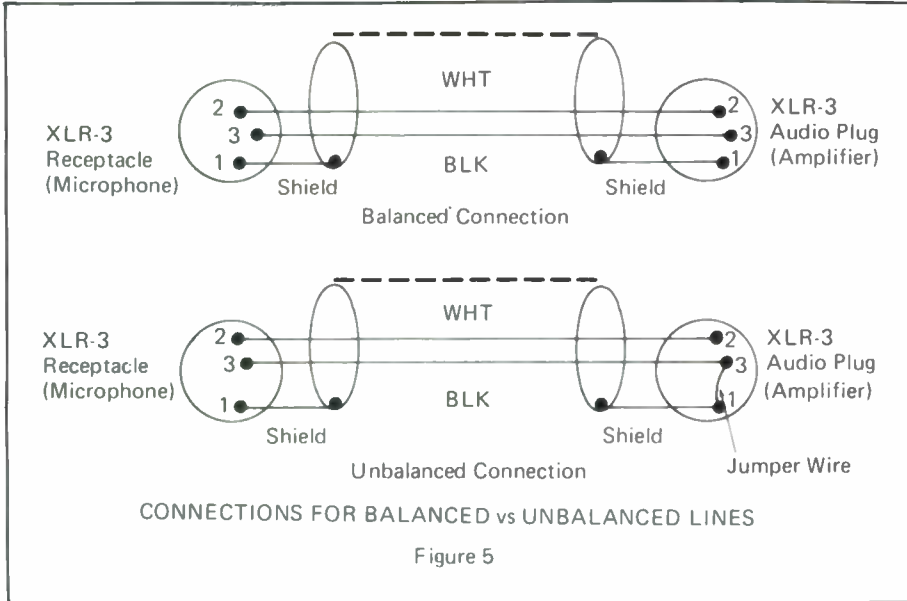 WHT
XLR-3
Receptacle
(Microphone)
2
3
1
2
3
1
XLR-3
Audio Plug
(Amplifier)
BLK
Shield
Shield
Balanced Connection
WHT
XLR-3
Receptacle
(Microphone)
2
3
1
2
3
1
XLR-3
Audio Plug
(Amplifier)
BLK
Shield
Shield
Unbalanced Connection
Jumper Wire
CONNECTIONS FOR BALANCED vs UNBALANCED LINES
Figure 5